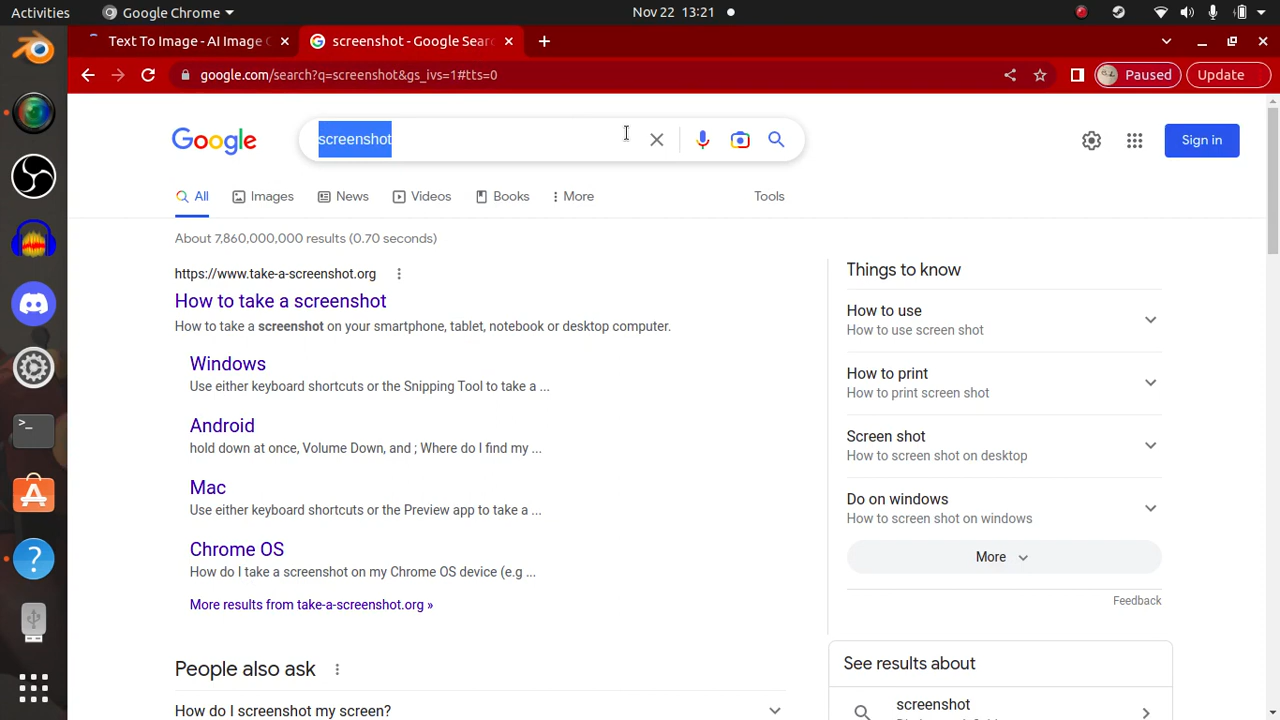 Activities
Google Chrome
Nov 22 13:21
Text To Image - AI Image
screenshot - Google Sear
google.com/search?q=screenshot&gs_ivs=1#tts=0
Paused
Update
Google
screenshot
Sign in
All
Images
News
Videos
Books
More
Tools
About 7,860,000,000 results (0.70 seconds)
https://www.take-a-screenshot.org
How to take a screenshot
How to take a screenshot on your smartphone, tablet, notebook or desktop computer.
Windows
Use either keyboard shortcuts or the Snipping Tool to take a ...
Android
hold down at once, Volume Down, and ; Where do I find my ...
Mac
Use either keyboard shortcuts or the Preview app to take a ...
Chrome OS
How do I take a screenshot on my Chrome OS device (e.g ...
More results from take-a-screenshot.org »
People also ask
How do I screenshot my screen?
Things to know
How to use
How to use screen shot
How to print
How to print screen shot
Screen shot
How to screen shot on desktop
Do on windows
How to screen shot on windows
More
Feedback
See results about
screenshot